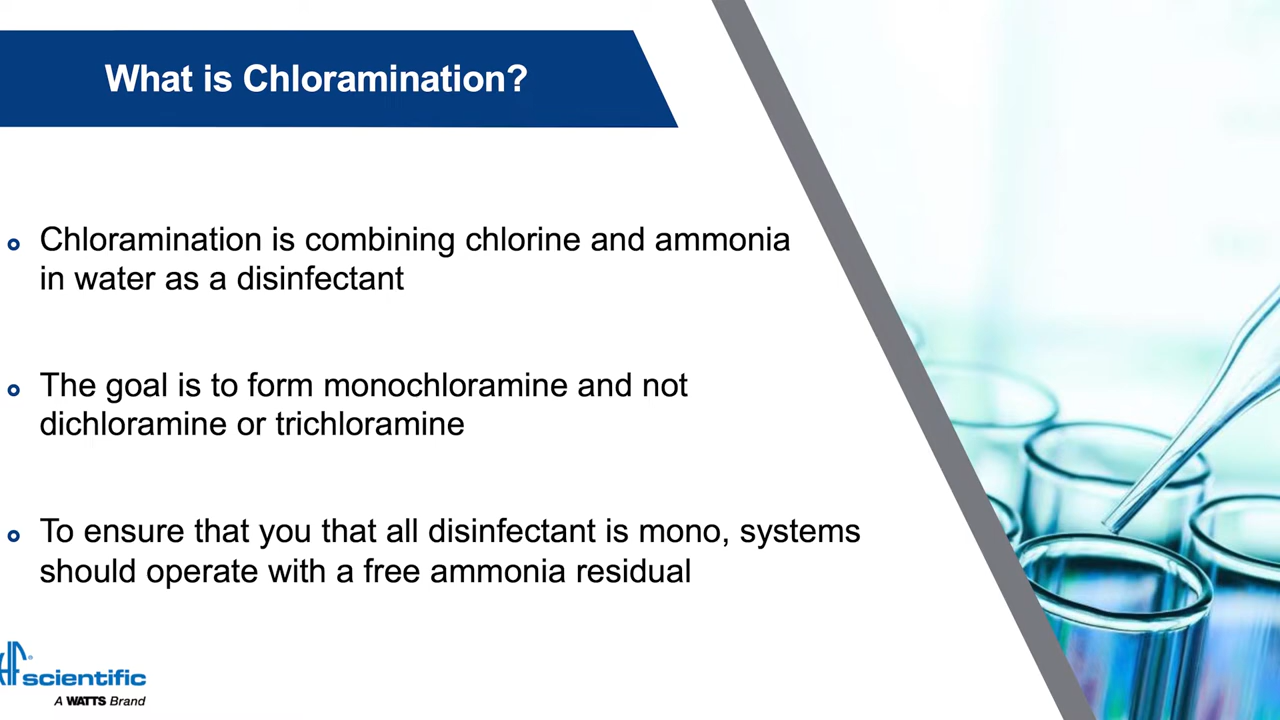 What is Chloramination?
Chloramination is combining chlorine and ammonia
in water as a disinfectant
The goal is to form monochloramine and not
dichloramine or trichloramine
To ensure that you that all disinfectant is mono, systems
should operate with a free ammonia residual
HF®
scientific
A WATTS Brand